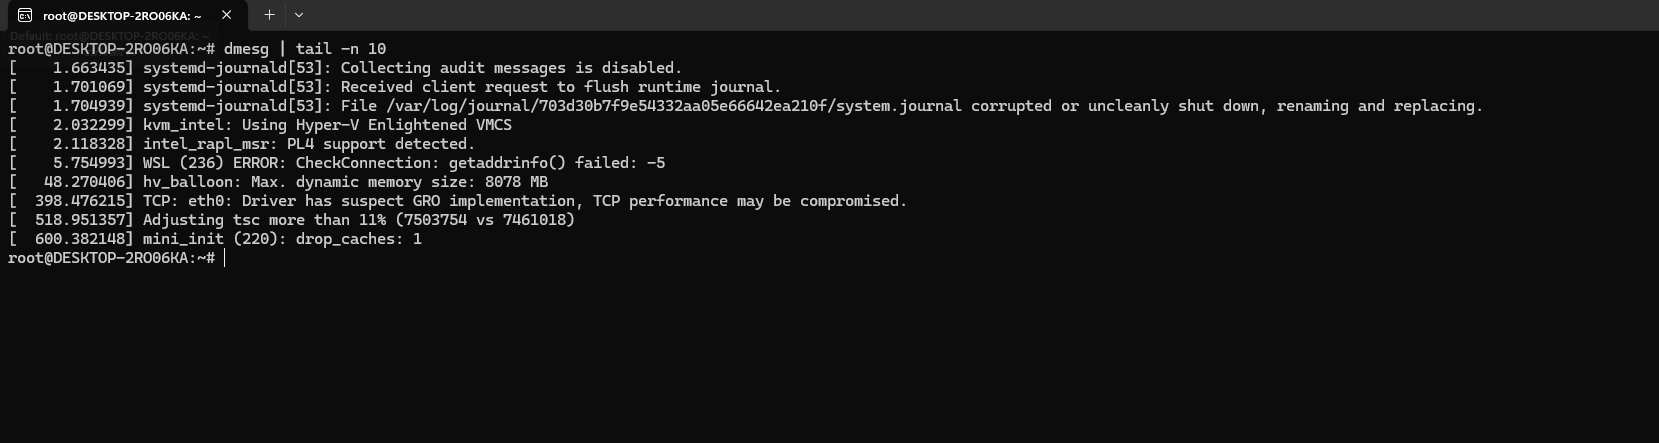 root@DESKTOP-2RO06KA: ~
Default: root@DESKTOP-2RO06KA: ~
root@DESKTOP-2RO06KA:~# dmesg | tail -n 10
[    1.663435] systemd-journald[53]: Collecting audit messages is disabled.
[    1.701069] systemd-journald[53]: Received client request to flush runtime journal.
[    1.704939] systemd-journald[53]: File /var/log/journal/703d30b7f9e54332aa05e66642ea210f/system.journal corrupted or uncleanly shut down, renaming and replacing.
[    2.032299] kvm_intel: Using Hyper-V Enlightened VMCS
[    2.118328] intel_rapl_msr: PL4 support detected.
[    5.754993] WSL (236) ERROR: CheckConnection: getaddrinfo() failed: -5
[   48.270406] hv_balloon: Max. dynamic memory size: 8078 MB
[  398.476215] TCP: eth0: Driver has suspect GRO implementation, TCP performance may be compromised.
[  518.951357] Adjusting tsc more than 11% (7503754 vs 7461018)
[  600.382148] mini_init (220): drop_caches: 1
root@DESKTOP-2RO06KA:~#